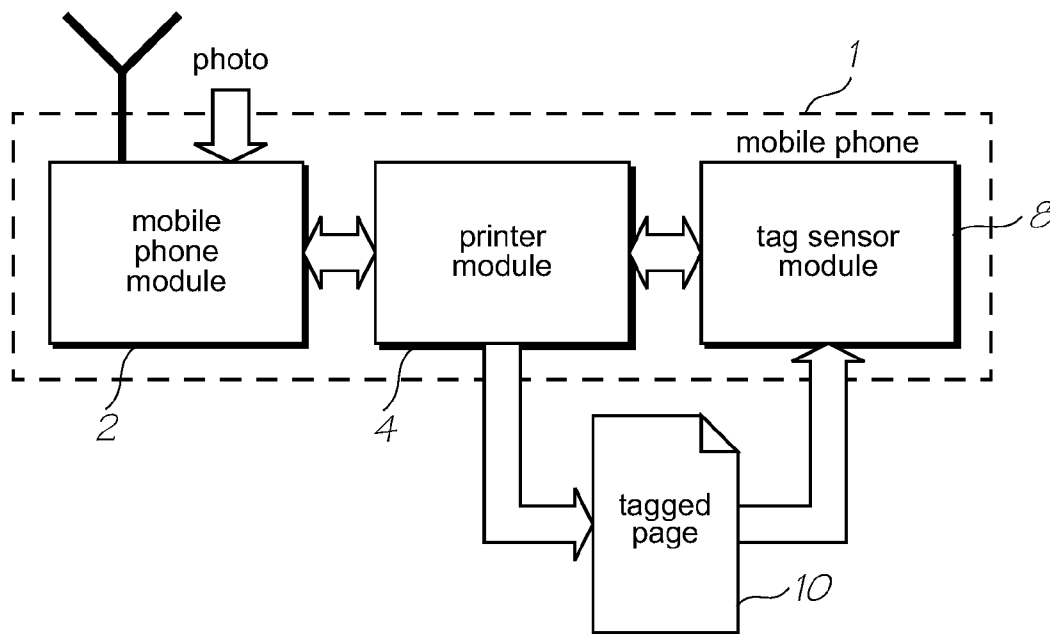 photo
1
mobile phone
mobile
phone
module
printer
module
tag sensor
module
8
2
4
tagged
page
10